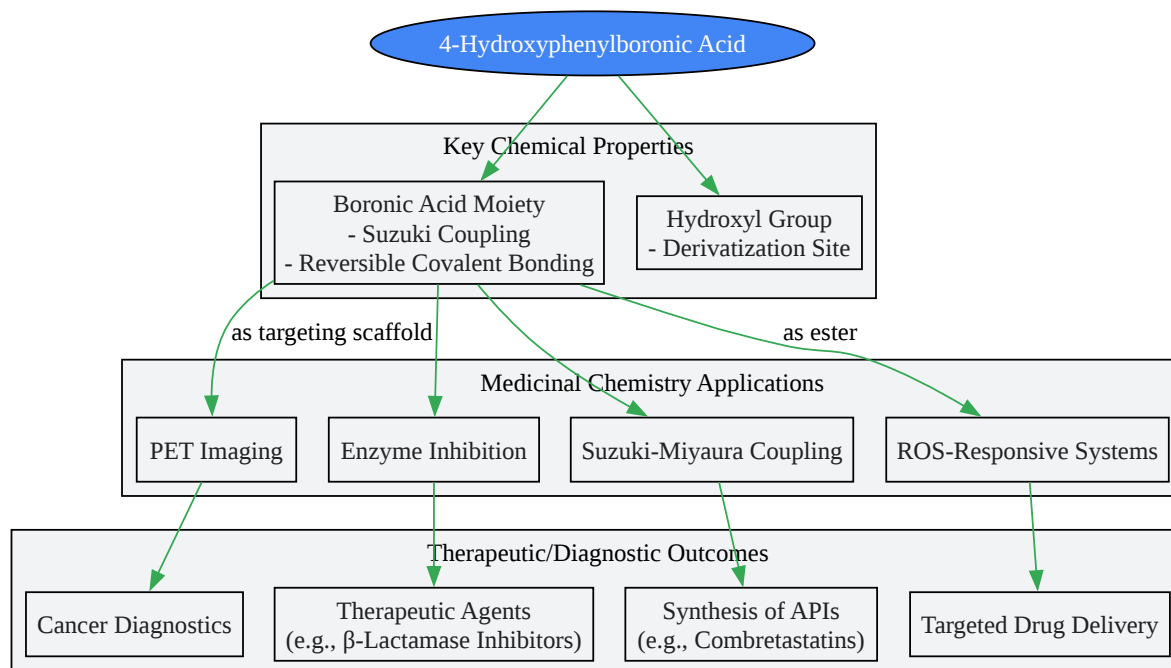 4-Hydroxyphenylboronic Acid
Key Chemical Properties
Boronic Acid Moiety
- Suzuki Coupling
- Reversible Covalent Bonding
Hydroxyl Group
- Derivatization Site
as targeting scaffold
as ester
Medicinal Chemistry Applications
PET Imaging
Enzyme Inhibition
Suzuki-Miyaura Coupling
ROS-Responsive Systems
Therapeutic/Diagnostic Outcomes
Cancer Diagnostics
Therapeutic Agents
(e.g., β-Lactamase Inhibitors)
Synthesis of APIs
(e.g., Combretastatins)
Targeted Drug Delivery